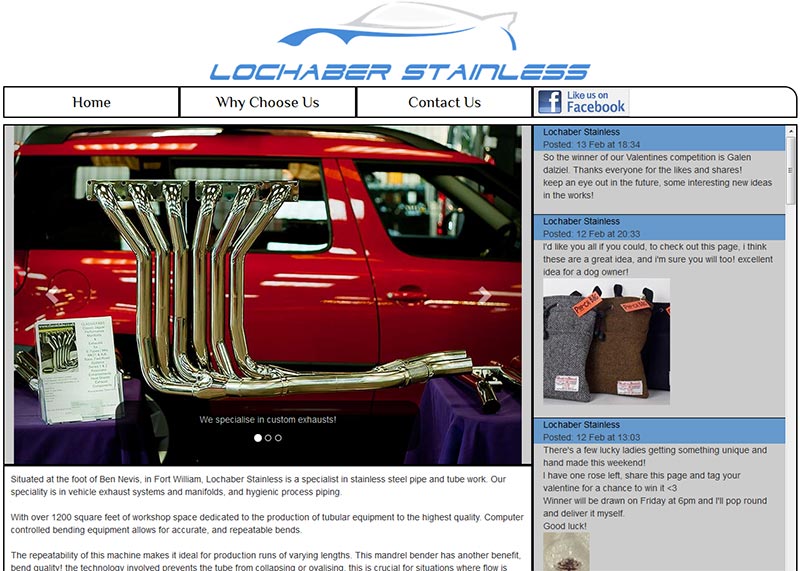 LOCHABER STAINLESS
Home
Why Choose Us
Contact Us
Like us on
Facebook
We specialise in custom exhausts!
Situated at the foot of Ben Nevis, in Fort William, Lochaber Stainless is a specialist in stainless steel pipe and tube work. Our
speciality is in vehicle exhaust systems and manifolds, and hygienic process piping.
With over 1200 square feet of workshop space dedicated to the production of tubular equipment to the highest quality. Computer
controlled bending equipment allows for accurate, and repeatable bends.
The repeatability of this machine makes it ideal for production runs of varying lengths. This mandrel bender has another benefit,
bend quality! the technology involved prevents the tube from collapsing or ovalising, this is crucial for situations where flow is
Lochaber Stainless
Posted: 13 Feb at 18:34
So the winner of our Valentines competition is Galen
dalziel. Thanks everyone for the likes and shares!
keep an eye out in the future, some interesting new ideas
in the works!
Lochaber Stainless
Posted: 12 Feb at 20:33
I'd like you all if you could, to check out this page, i think
these are a great idea, and i'm sure you will too! excellent
idea for a dog owner!
Lochaber Stainless
Posted: 12 Feb at 13:03
There's a few lucky ladies getting something unique and
hand made this weekend!
I have one rose left, share this page and tag your
valentine for a chance to win it <3
Winner will be drawn on Friday at 6pm and I'll pop round
and deliver it myself.
Good luck!